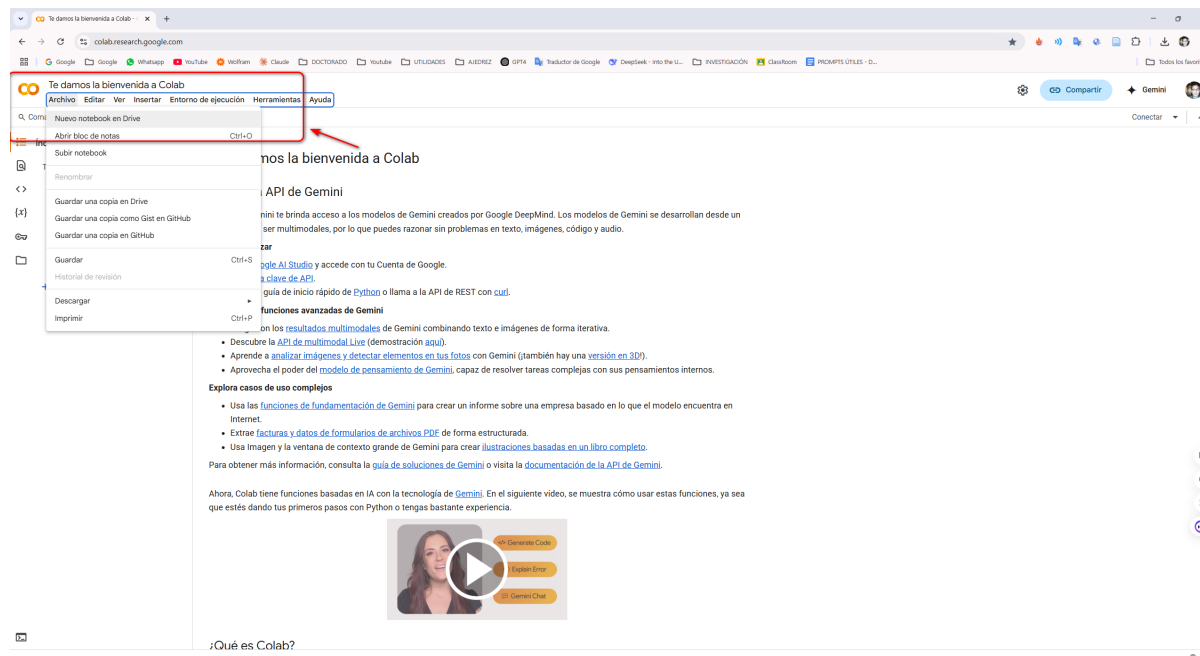 Te damos la bienvenida a Colab -
colab.research.google.com
Google
Google
Whatsapp
YouTube
Wolfram
Claude
DOCTORADO
Youtube
UTILIDADES
AJEDREZ
GPT4
Traductor de Google
DeepSeek - Into the U...
INVESTIGACIÓN
ClassRoom
PROMPTS ÚTILES - D...
Todos los favori
Te damos la bienvenida a Colab
Archivo Editar Ver Insertar Entorno de ejecución Herramientas Ayuda
Compartir
Gemini
Conectar
Nuevo notebook en Drive
Abrir bloc de notas Ctrl+O
Subir notebook
Renombrar
Guardar una copia en Drive
Guardar una copia como Gist en GitHub
Guardar una copia en GitHub
Guardar Ctrl+S
Historial de revisión
Descargar
Imprimir Ctrl+P
mos la bienvenida a Colab
API de Gemini
nini te brinda acceso a los modelos de Gemini creados por Google DeepMind. Los modelos de Gemini se desarrollan desde un
ser multimodales, por lo que puedes razonar sin problemas en texto, imágenes, código y audio.
zar
ogle AI Studio y accede con tu Cuenta de Google.
a clave de API.
guía de inicio rápido de Python o llama a la API de REST con curl.
funciones avanzadas de Gemini
on los resultados multimodales de Gemini combinando texto e imágenes de forma iterativa.
• Descubre la API de multimodal Live (demostración aquí).
• Aprende a analizar imágenes y detectar elementos en tus fotos con Gemini (¡también hay una versión en 3D!).
• Aprovecha el poder del modelo de pensamiento de Gemini, capaz de resolver tareas complejas con sus pensamientos internos.
Explora casos de uso complejos
• Usa las funciones de fundamentación de Gemini para crear un informe sobre una empresa basado en lo que el modelo encuentra en
Internet.
• Extrae facturas y datos de formularios de archivos PDF de forma estructurada.
• Usa Imagen y la ventana de contexto grande de Gemini para crear ilustraciones basadas en un libro completo.
Para obtener más información, consulta la guía de soluciones de Gemini o visita la documentación de la API de Gemini.
Ahora, Colab tiene funciones basadas en IA con la tecnología de Gemini. En el siguiente video, se muestra cómo usar estas funciones, ya sea
que estés dando tus primeros pasos con Python o tengas bastante experiencia.
</> Generate Code
Explain Error
Gemini Chat
¿Qué es Colab?